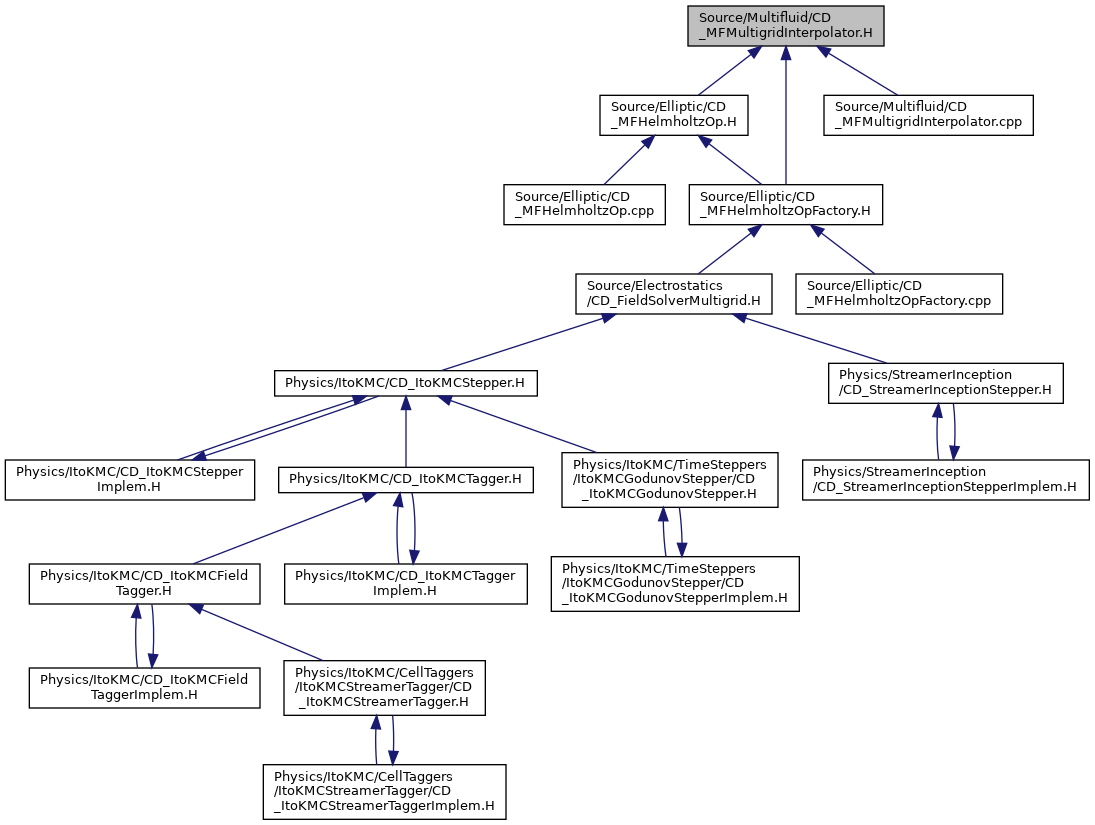 Source/Multifluid/CD
_MFMultigridInterpolator.H
Source/Elliptic/CD
_MFHelmholtzOp.H
Source/Multifluid/CD
_MFMultigridInterpolator.cpp
Source/Elliptic/CD
_MFHelmholtzOp.cpp
Source/Elliptic/CD
_MFHelmholtzOpFactory.H
Source/Electrostatics
/CD_FieldSolverMultigrid.H
Source/Elliptic/CD
_MFHelmholtzOpFactory.cpp
Physics/ItoKMC/CD_ItoKMCStepper.H
Physics/StreamerInception
/CD_StreamerInceptionStepper.H
Physics/ItoKMC/CD_ItoKMCStepper
Implem.H
Physics/ItoKMC/CD_ItoKMCTagger.H
Physics/ItoKMC/TimeSteppers
/ItoKMCGodunovStepper/CD
_ItoKMCGodunovStepper.H
Physics/StreamerInception
/CD_StreamerInceptionStepperImplem.H
Physics/ItoKMC/CD_ItoKMCField
Tagger.H
Physics/ItoKMC/CD_ItoKMCTagger
Implem.H
Physics/ItoKMC/TimeSteppers
/ItoKMCGodunovStepper/CD
_ItoKMCGodunovStepperImplem.H
Physics/ItoKMC/CD_ItoKMCField
TaggerImplem.H
Physics/ItoKMC/CellTaggers
/ItoKMCStreamerTagger/CD
_ItoKMCStreamerTagger.H
Physics/ItoKMC/CellTaggers
/ItoKMCStreamerTagger/CD
_ItoKMCStreamerTaggerImplem.H